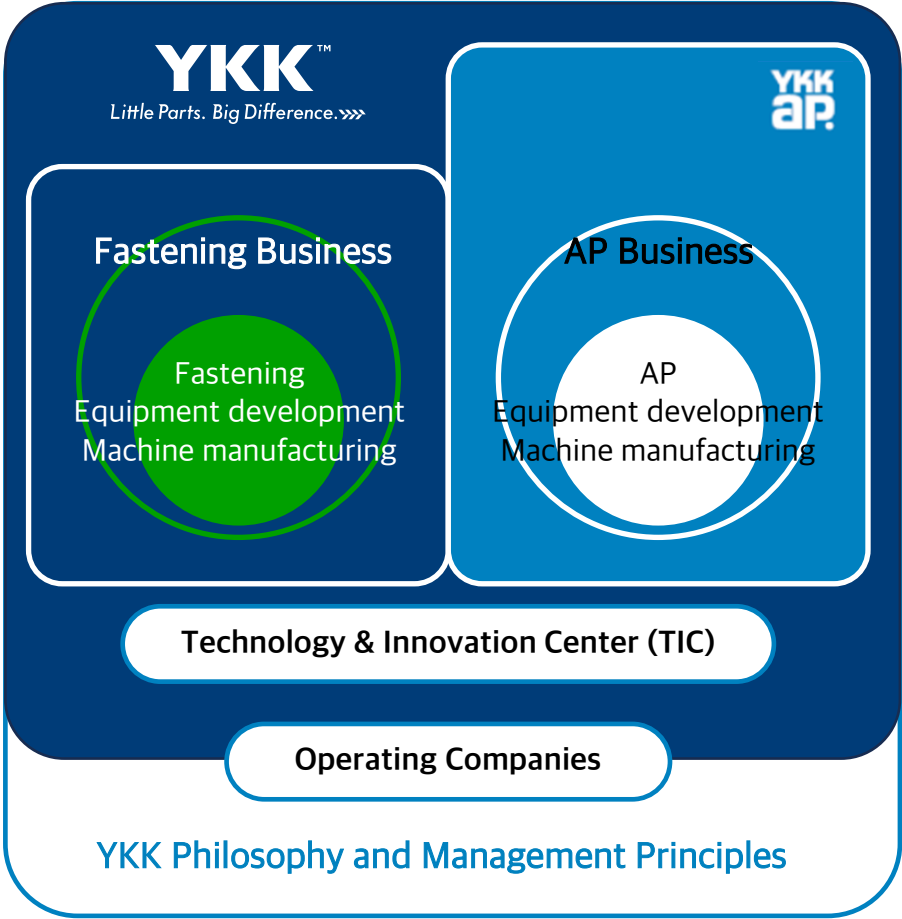 YKK™
Little Parts. Big Difference.
YKK
ap.
Fastening Business
Fastening
Equipment development
Machine manufacturing
AP Business
AP
Equipment development
Machine manufacturing
Technology & Innovation Center (TIC)
Operating Companies
YKK Philosophy and Management Principles